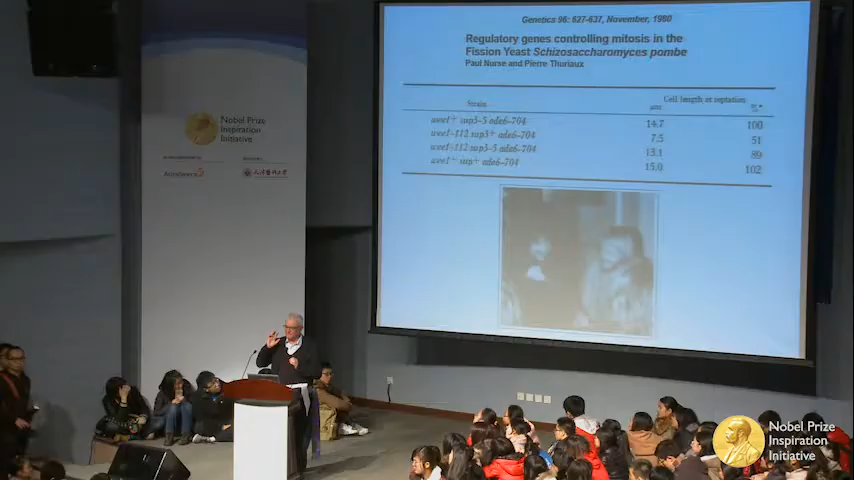 Genetics 96: 627-637, November, 1980
Regulatory genes controlling mitosis in the
Fission Yeast Schizosaccharomyces pombe
Paul Nurse and Pierre Thuriaux
Strain
Cell length at septation
μm
%*
wee1+ sup3-5 ade6-704
14.7
100
wee1-112 sup3+ ade6-704
7.5
51
wee1-112 sup3-5 ade6-704
13.1
89
wee1+ sup+ ade6-704
15.0
102
Nobel Prize
Inspiration
Initiative
AstraZeneca
Nobel Prize
Inspiration
Initiative